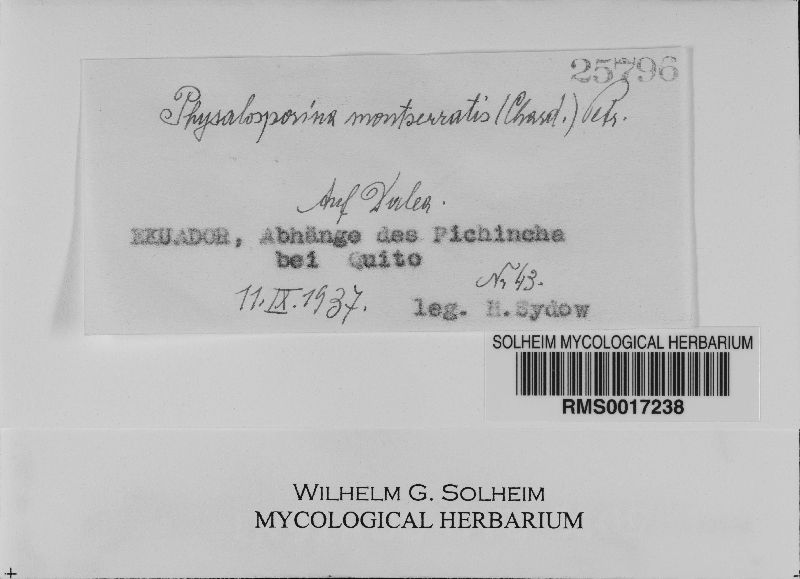 25796
Physalosporina montserratis (Chard.) Petr.
Auf Dalea.
EKUADOR, Abhänge des Pichincha
bei Quito
Nr 43.
11.IX.1937.
leg. H.Sydow
SOLHEIM MYCOLOGICAL HERBARIUM
RMS0017238
WILHELM G. SOLHEIM
MYCOLOGICAL HERBARIUM